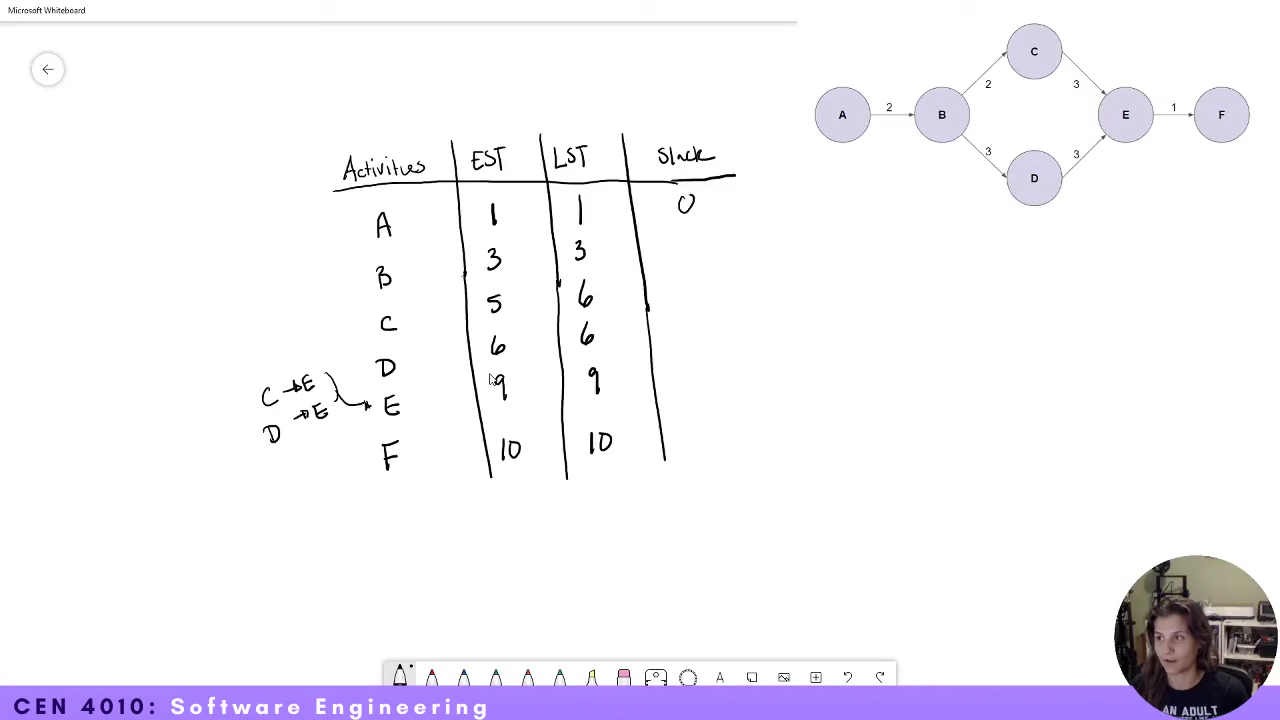 Microsoft Whiteboard
C
2
3
A
2
B
E
1
F
3
3
D
Activities EST LST Slack
A 1 1 0
B 3 3
C 5 6
D 6 6
C → E
D → E
E 9 9
F 10 10
A
AN ADULT
CEN 4010: Software Engineering